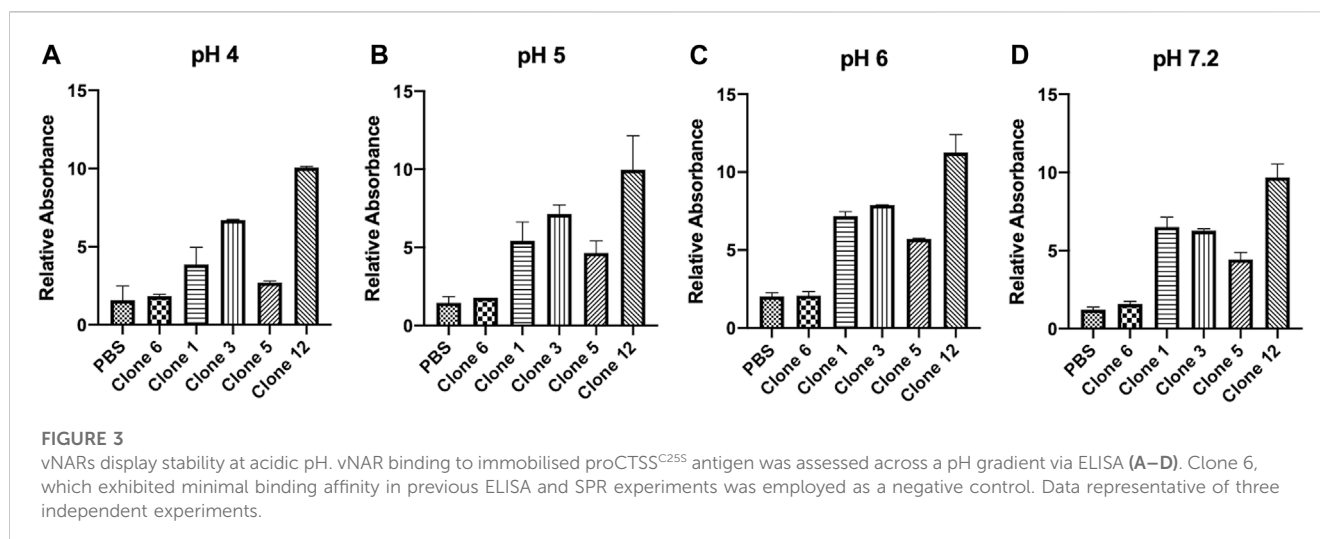 A
pH 4
Relative Absorbance
15
10
5
0
PBS
Clone 6
Clone 1
Clone 3
Clone 5
Clone 12
B
pH 5
Relative Absorbance
15
10
5
0
PBS
Clone 6
Clone 1
Clone 3
Clone 5
Clone 12
C
pH 6
Relative Absorbance
15
10
5
0
PBS
Clone 6
Clone 1
Clone 3
Clone 5
Clone 12
D
pH 7.2
Relative Absorbance
15
10
5
0
PBS
Clone 6
Clone 1
Clone 3
Clone 5
Clone 12
FIGURE 3
vNARs display stability at acidic pH. vNAR binding to immobilised proCTSS^C25S antigen was assessed across a pH gradient via ELISA (A–D). Clone 6,
which exhibited minimal binding affinity in previous ELISA and SPR experiments was employed as a negative control. Data representative of three
independent experiments.